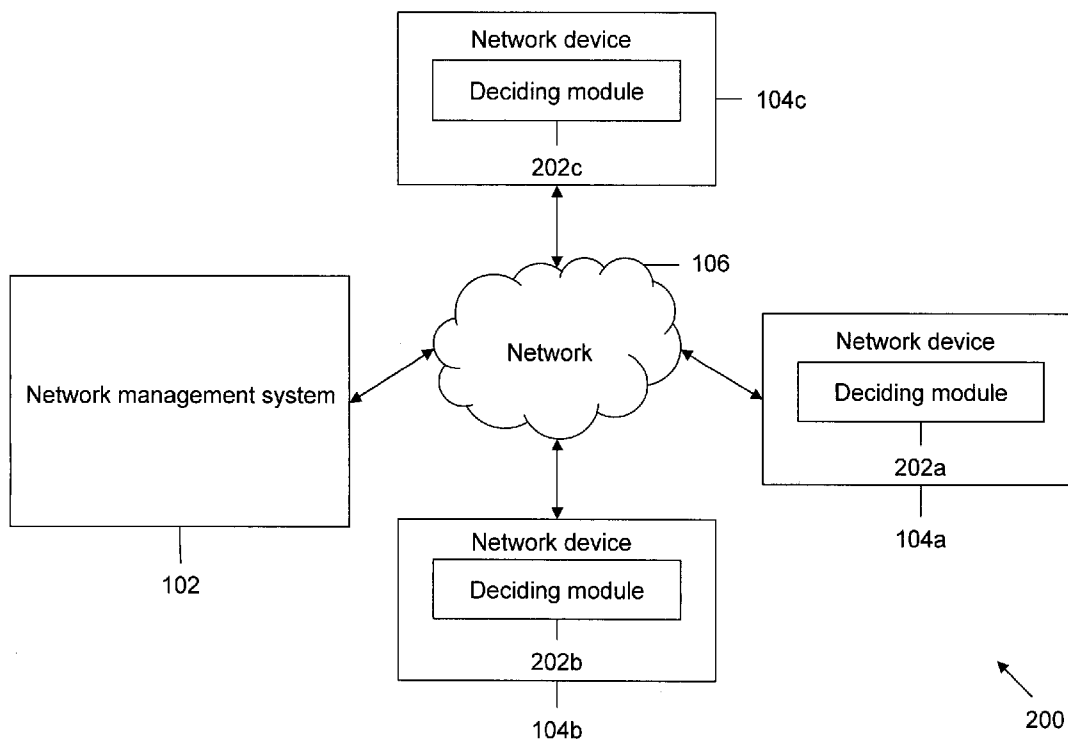 Network device
Deciding module
104c
202c
106
Network
Network device
Network management system
Deciding module
202a
104a
Network device
102
Deciding module
202b
104b
200